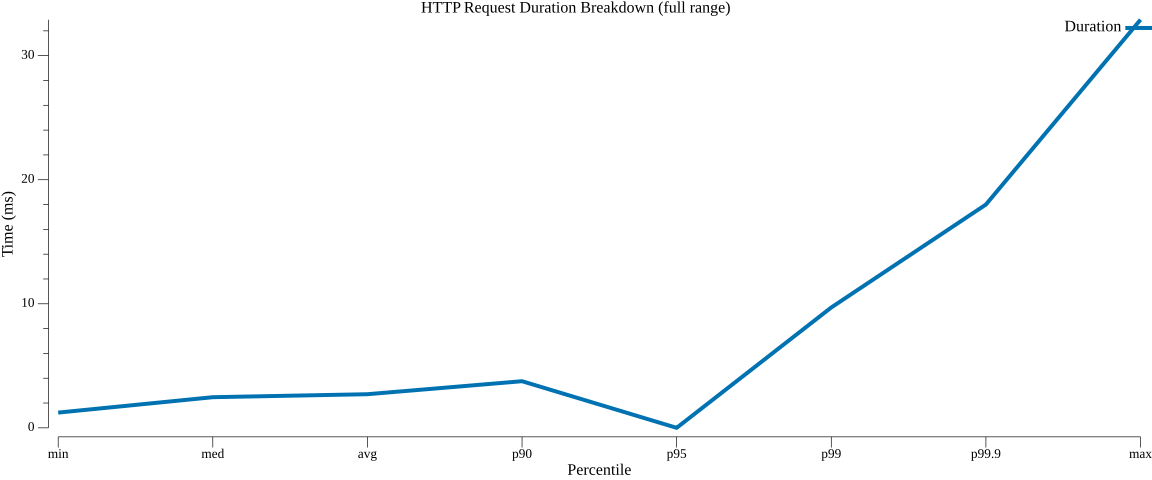 HTTP Request Duration Breakdown (full range)
Duration
30
20
10
0
Time (ms)
min med avg p90 p95 p99 p99.9 max
Percentile